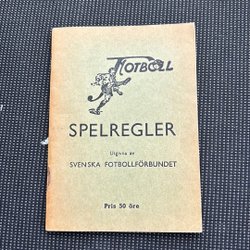 FOTBOLL
SPELREGLER
Utgivna av
SVENSKA FOTBOLLFÖRBUNDET
Pris 50 öre